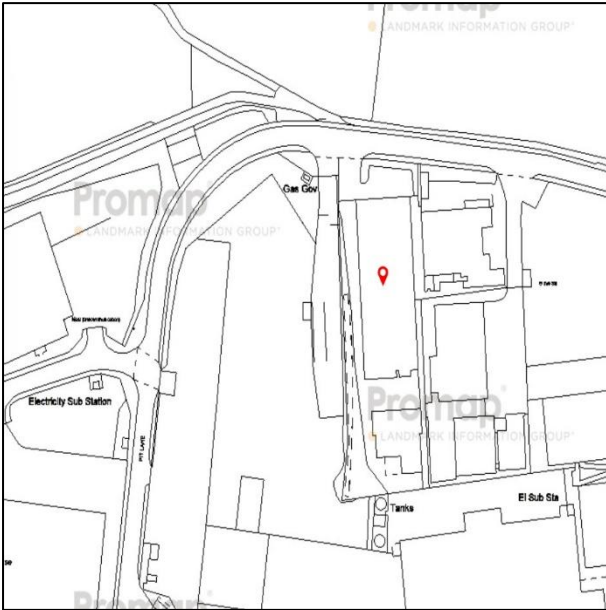 Promap
LANDMARK INFORMATION GROUP
Gas Gov
Promap
LANDMARK INFORMATION GROUP
Electricity Sub Station
PIT LANE
Promap
LANDMARK INFORMATION GROUP
El Sub Sta
Tanks
Promap